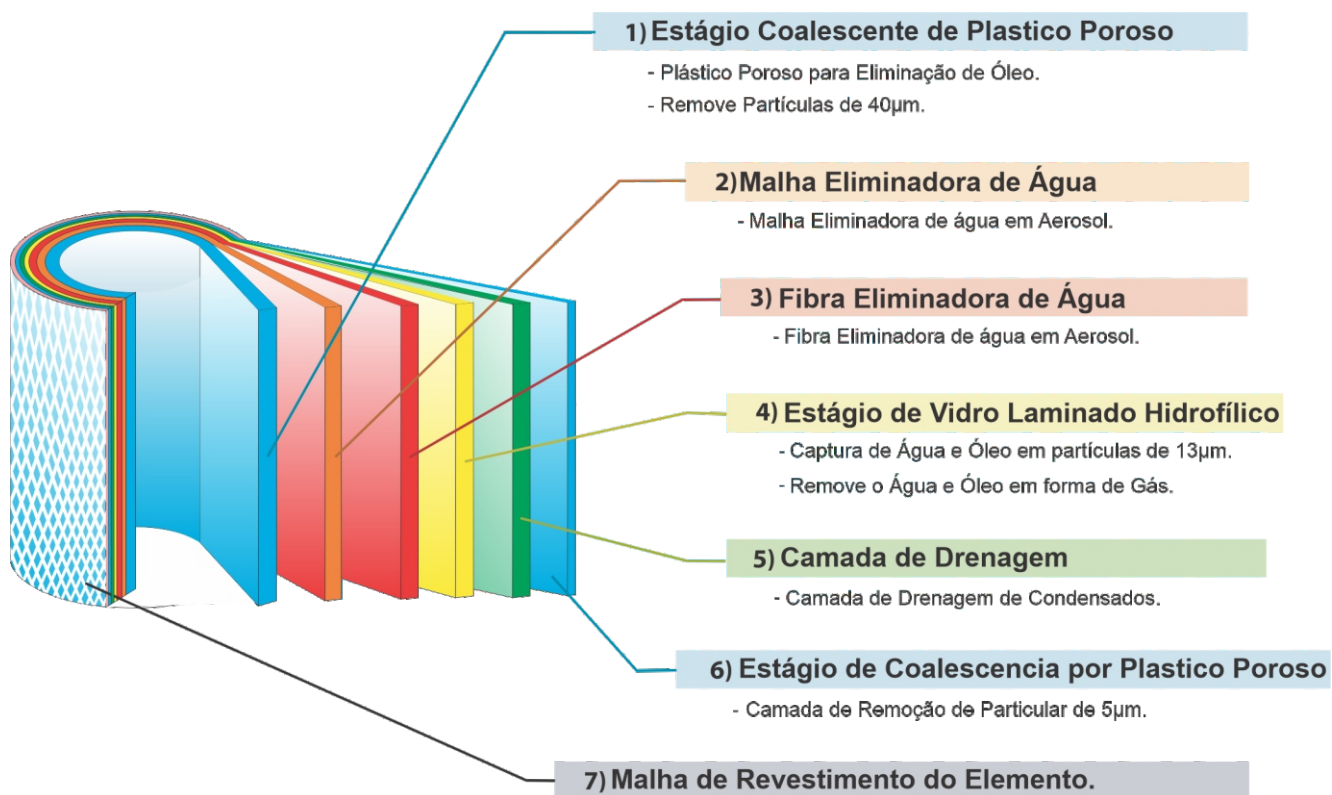 1) Estágio Coalescente de Plastico Poroso
- Plástico Poroso para Eliminação de Óleo.
- Remove Partículas de 40µm.
2) Malha Eliminadora de Água
- Malha Eliminadora de água em Aerosol.
3) Fibra Eliminadora de Água
- Fibra Eliminadora de água em Aerosol.
4) Estágio de Vidro Laminado Hidrofílico
- Captura de Água e Óleo em partículas de 13µm.
- Remove o Água e Óleo em forma de Gás.
5) Camada de Drenagem
- Camada de Drenagem de Condensados.
6) Estágio de Coalescencia por Plastico Poroso
- Camada de Remoção de Particular de 5µm.
7) Malha de Revestimento do Elemento.